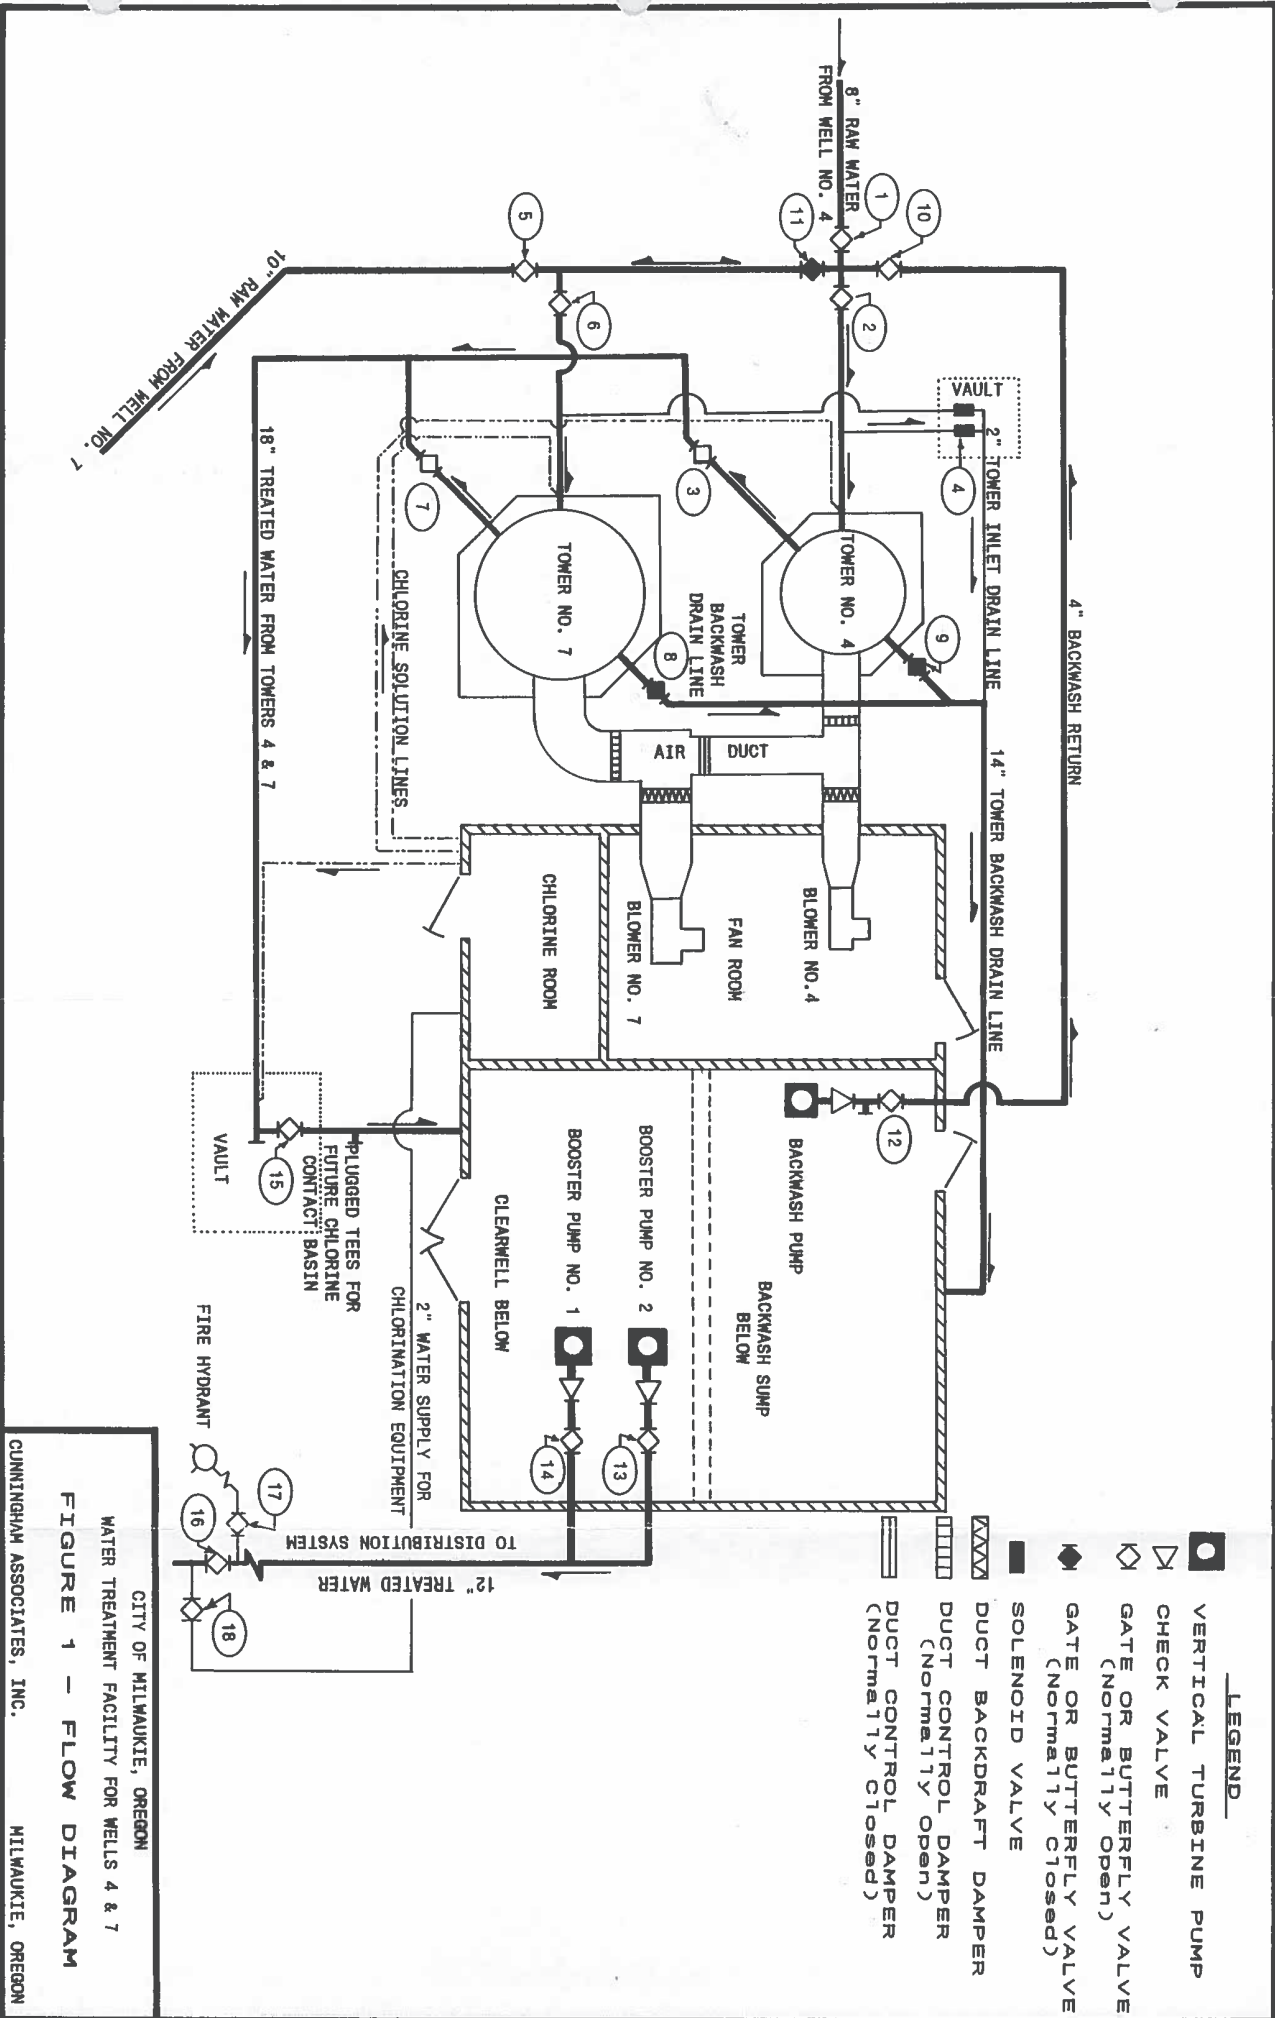 8" RAW WATER
FROM WELL NO. 4
1
10
11
2
5
6
10" RAW WATER FROM WELL NO. 7
VAULT
4
2" TOWER INLET DRAIN LINE
4" BACKWASH RETURN
3
7
TOWER NO. 4
TOWER NO. 7
9
8
TOWER
BACKWASH
DRAIN LINE
14" TOWER BACKWASH DRAIN LINE
18" TREATED WATER FROM TOWERS 4 & 7
CHLORINE SOLUTION LINES
AIR
DUCT
BLOWER NO.4
FAN ROOM
BLOWER NO. 7
CHLORINE ROOM
12
BACKWASH PUMP
BACKWASH SUMP
BELOW
BOOSTER PUMP NO. 2
BOOSTER PUMP NO. 1
CLEARWELL BELOW
13
14
15
VAULT
PLUGGED TEES FOR
FUTURE CHLORINE
CONTACT BASIN
2" WATER SUPPLY FOR
CHLORINATION EQUIPMENT
FIRE HYDRANT
17
16
18
12" TREATED WATER
TO DISTRIBUTION SYSTEM
LEGEND
VERTICAL TURBINE PUMP
CHECK VALVE
GATE OR BUTTERFLY VALVE
(Normally Open)
GATE OR BUTTERFLY VALVE
(Normally Closed)
SOLENOID VALVE
DUCT BACKDRAFT DAMPER
DUCT CONTROL DAMPER
(Normally Open)
DUCT CONTROL DAMPER
(Normally Closed)
CITY OF MILWAUKIE, OREGON
WATER TREATMENT FACILITY FOR WELLS 4 & 7
FIGURE 1 — FLOW DIAGRAM
CUNNINGHAM ASSOCIATES, INC.
MILWAUKIE, OREGON